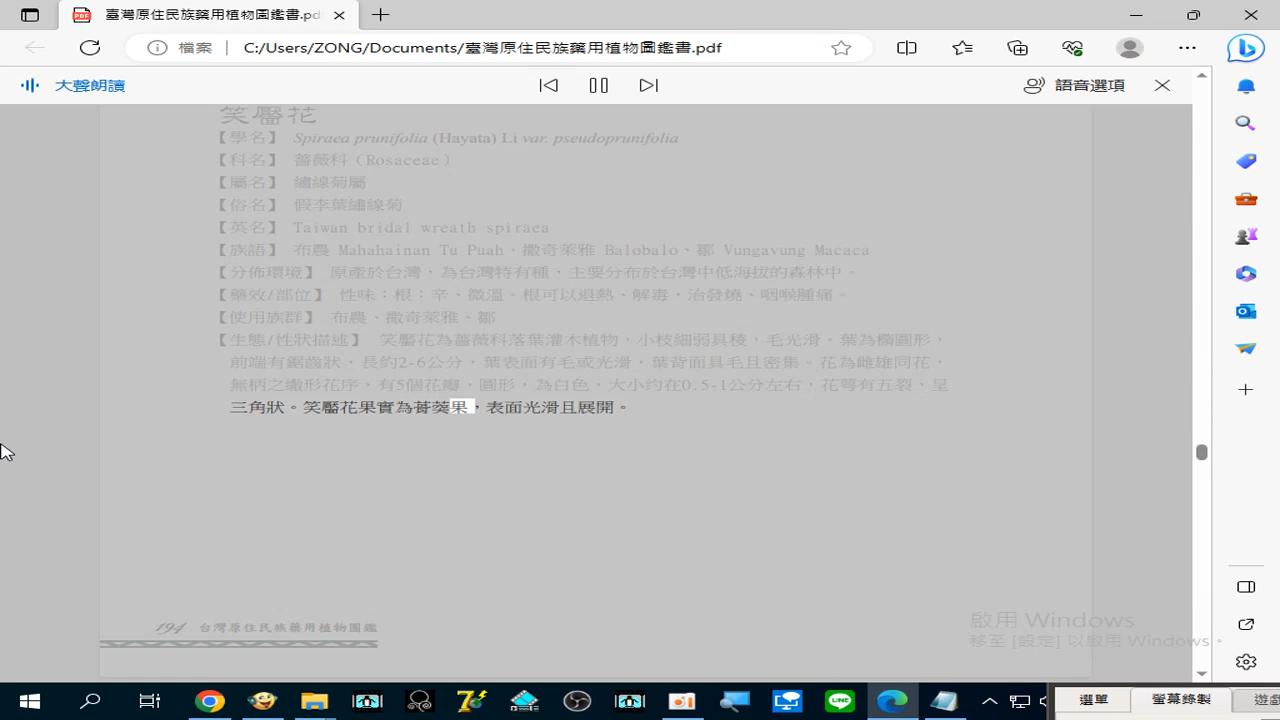 臺灣原住民族藥用植物圖鑑書.pd
檔案
C:/Users/ZONG/Documents/臺灣原住民族藥用植物圖鑑書.pdf
大聲朗讀
語音選項
笑靨花
【學名】 Spiraea prunifolia (Hayata) Li var. pseudoprunifolia
【科名】 薔薇科（Rosaceae）
【屬名】 繡線菊屬
【俗名】 假李葉繡線菊
【英名】 Taiwan bridal wreath spiraea
【族語】 布農 Mahahainan Tu Puah、撒奇萊雅 Balobalo、鄒 Vungavung Macaca
【分佈環境】 原產於台灣，為台灣特有種，主要分布於台灣中低海拔的森林中。
【藥效/部位】 性味：根：辛、微溫。根可以退熱、解毒，治發燒、咽喉腫痛。
【使用族群】 布農、撒奇萊雅、鄒
【生態/性狀描述】 笑靨花為薔薇科落葉灌木植物，小枝細弱具稜，毛光滑。葉為橢圓形，
前端有鋸齒狀，長約2-6公分，葉表面有毛或光滑，葉背面具毛且密集。花為雌雄同花，
無柄之繖形花序，有5個花瓣，圓形，為白色，大小約在0.5-1公分左右，花萼有五裂、呈
三角狀。笑靨花果實為蓇葖果，表面光滑且展開。
194 台灣原住民族藥用植物圖鑑
啟用 Windows
移至 [設定] 以啟用 Windows。
選單
螢幕錄製
遊戲